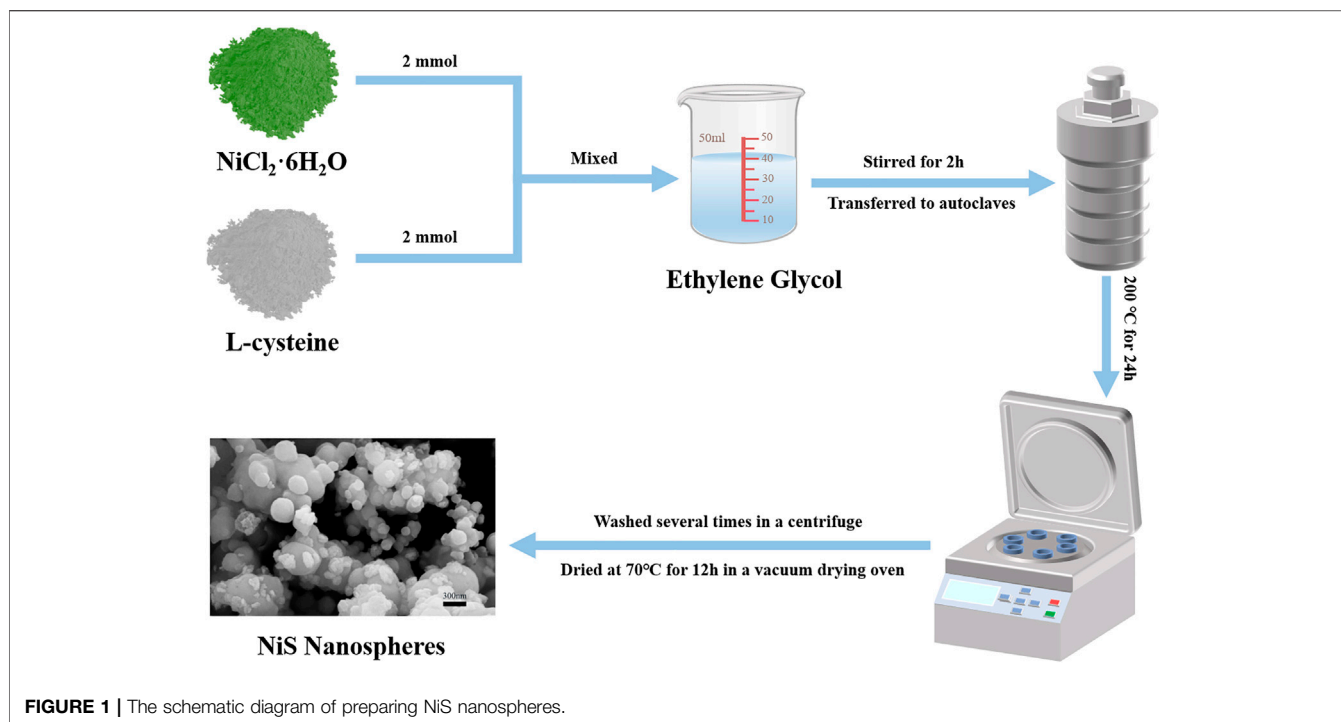 2 mmol
NiCl₂·6H₂O
Mixed
2 mmol
L-cysteine
50ml
50
40
30
20
10
Ethylene Glycol
Stirred for 2h
Transferred to autoclaves
200 ℃ for 24h
Washed several times in a centrifuge
Dried at 70℃ for 12h in a vacuum drying oven
300nm
NiS Nanospheres
FIGURE 1 | The schematic diagram of preparing NiS nanospheres.